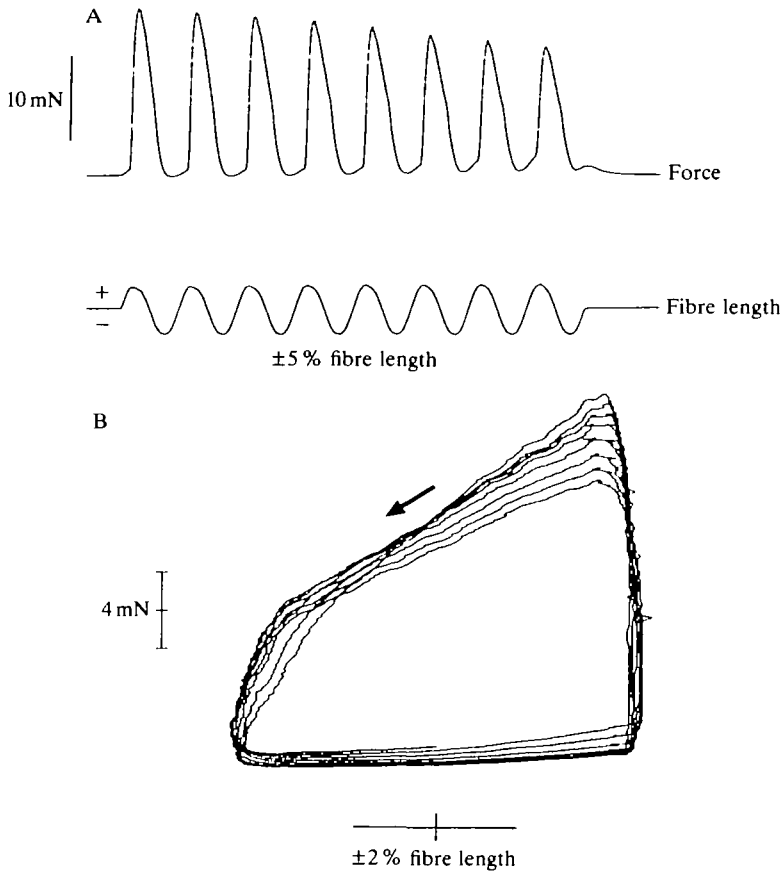 A
10 mN
Force
+
−
Fibre length
±5 % fibre length
B
4 mN
±2 % fibre length